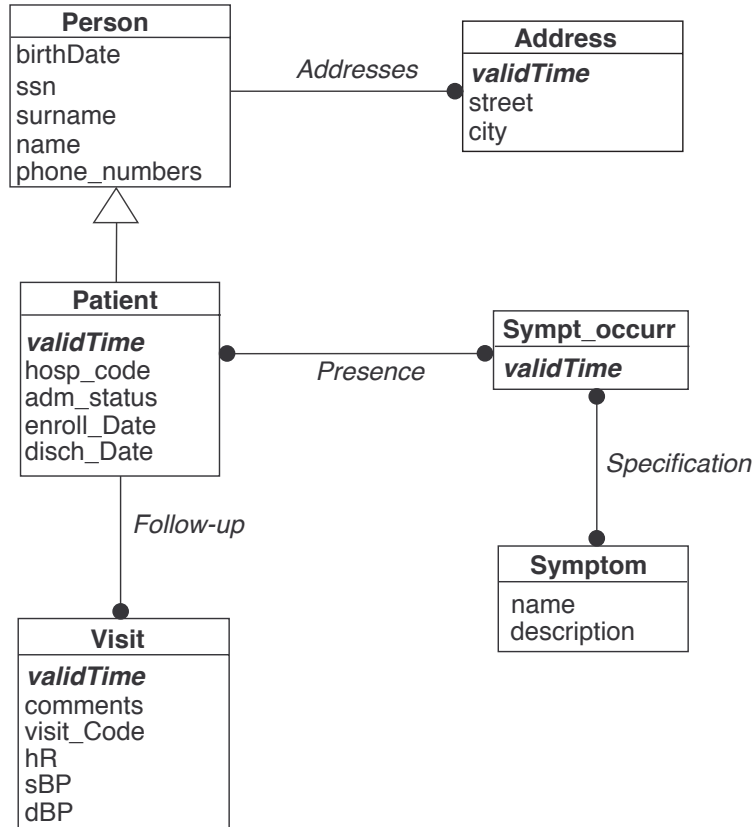 Person
birthDate
ssn
surname
name
phone_numbers
Addresses
Address
validTime
street
city
Patient
validTime
hosp_code
adm_status
enroll_Date
disch_Date
Presence
Sympt_occurr
validTime
Specification
Follow-up
Symptom
name
description
Visit
validTime
comments
visit_Code
hR
sBP
dBP